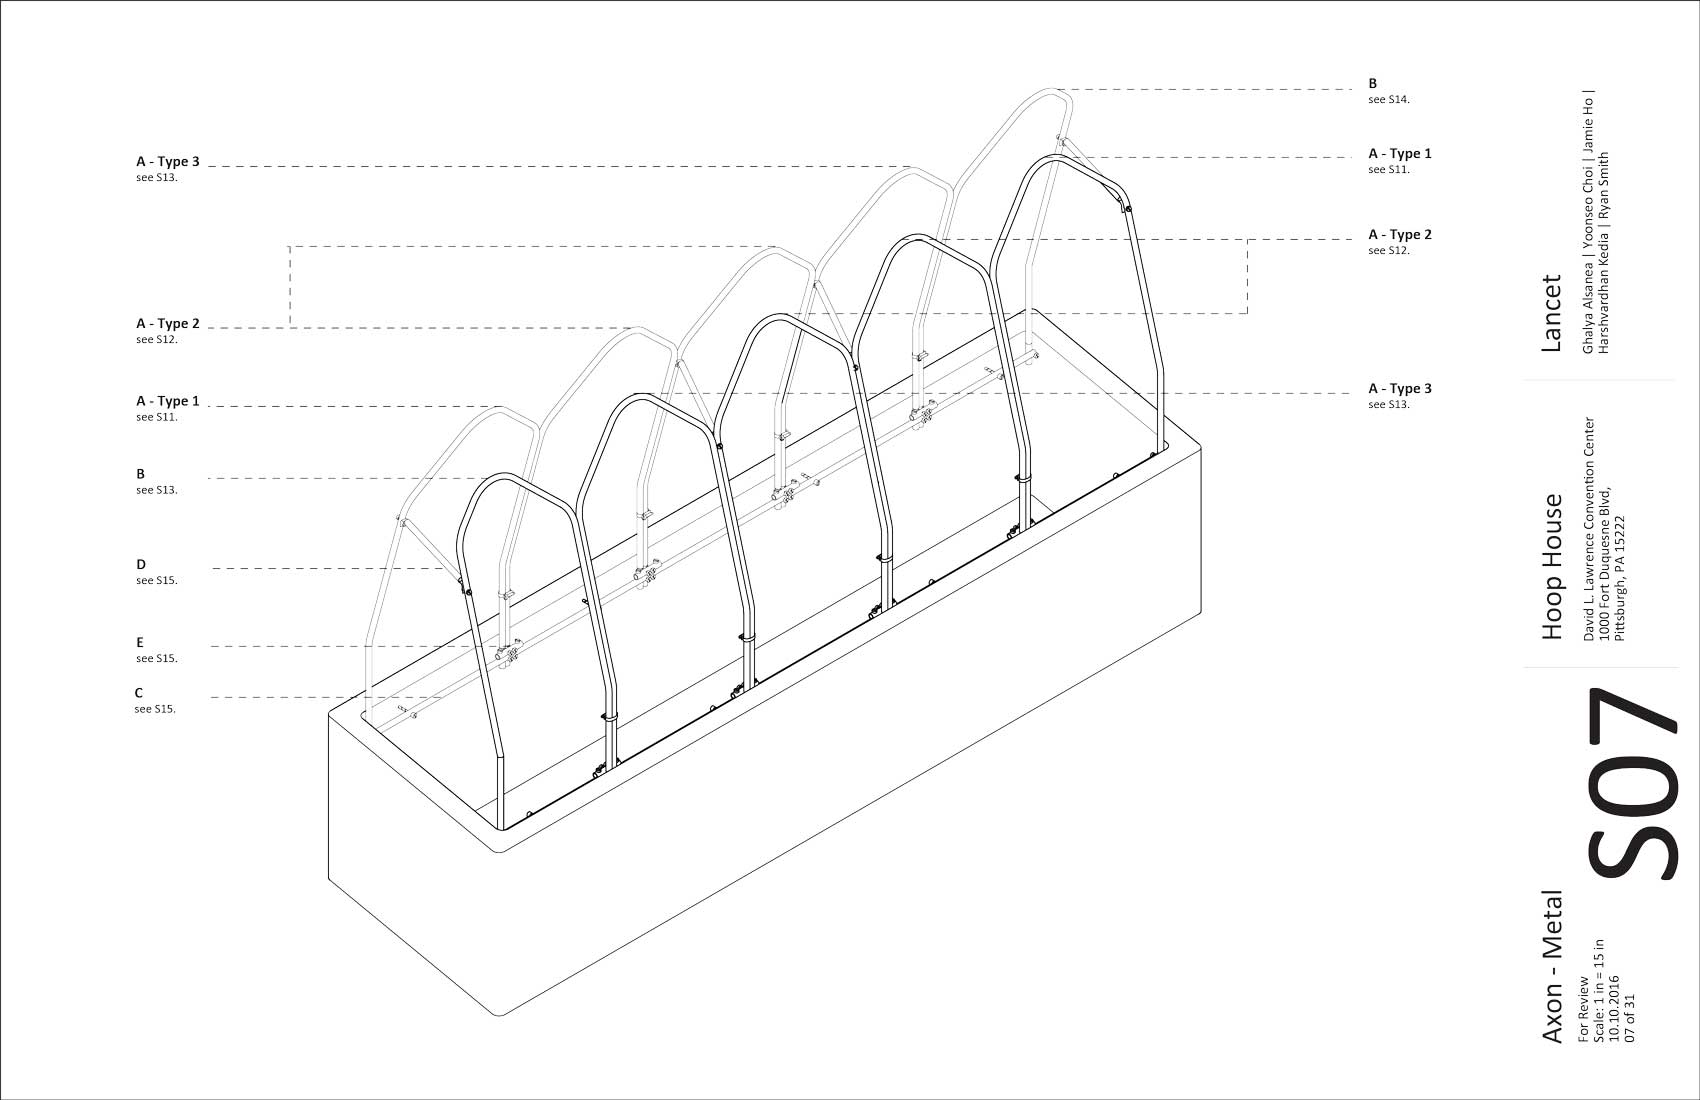 A - Type 3
see S13.
A - Type 2
see S12.
A - Type 1
see S11.
B
see S13.
D
see S15.
E
see S15.
C
see S15.
B
see S14.
A - Type 1
see S11.
A - Type 2
see S12.
A - Type 3
see S13.
Lancet
Ghalya Alsanea | Yoonseo Choi | Jamie Ho |
Harshvardhan Kedia | Ryan Smith
Hoop House
David L. Lawrence Convention Center
1000 Fort Duquesne Blvd,
Pittsburgh, PA 15222
S07
Axon - Metal
For Review
Scale: 1 in = 15 in
10.10.2016
07 of 31